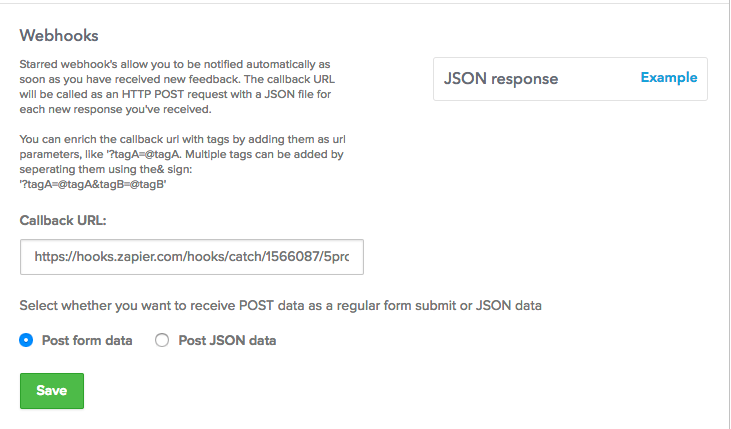 Webhooks
Starred webhook's allow you to be notified automatically as
soon as you have received new feedback. The callback URL
will be called as an HTTP POST request with a JSON file for
each new response you've received.
JSON response
Example
You can enrich the callback url with tags by adding them as url
parameters, like '?tagA=@tagA. Multiple tags can be added by
seperating them using the& sign:
'?tagA=@tagA&tagB=@tagB'
Callback URL:
https://hooks.zapier.com/hooks/catch/1566087/5prc
Select whether you want to receive POST data as a regular form submit or JSON data
Post form data
Post JSON data
Save